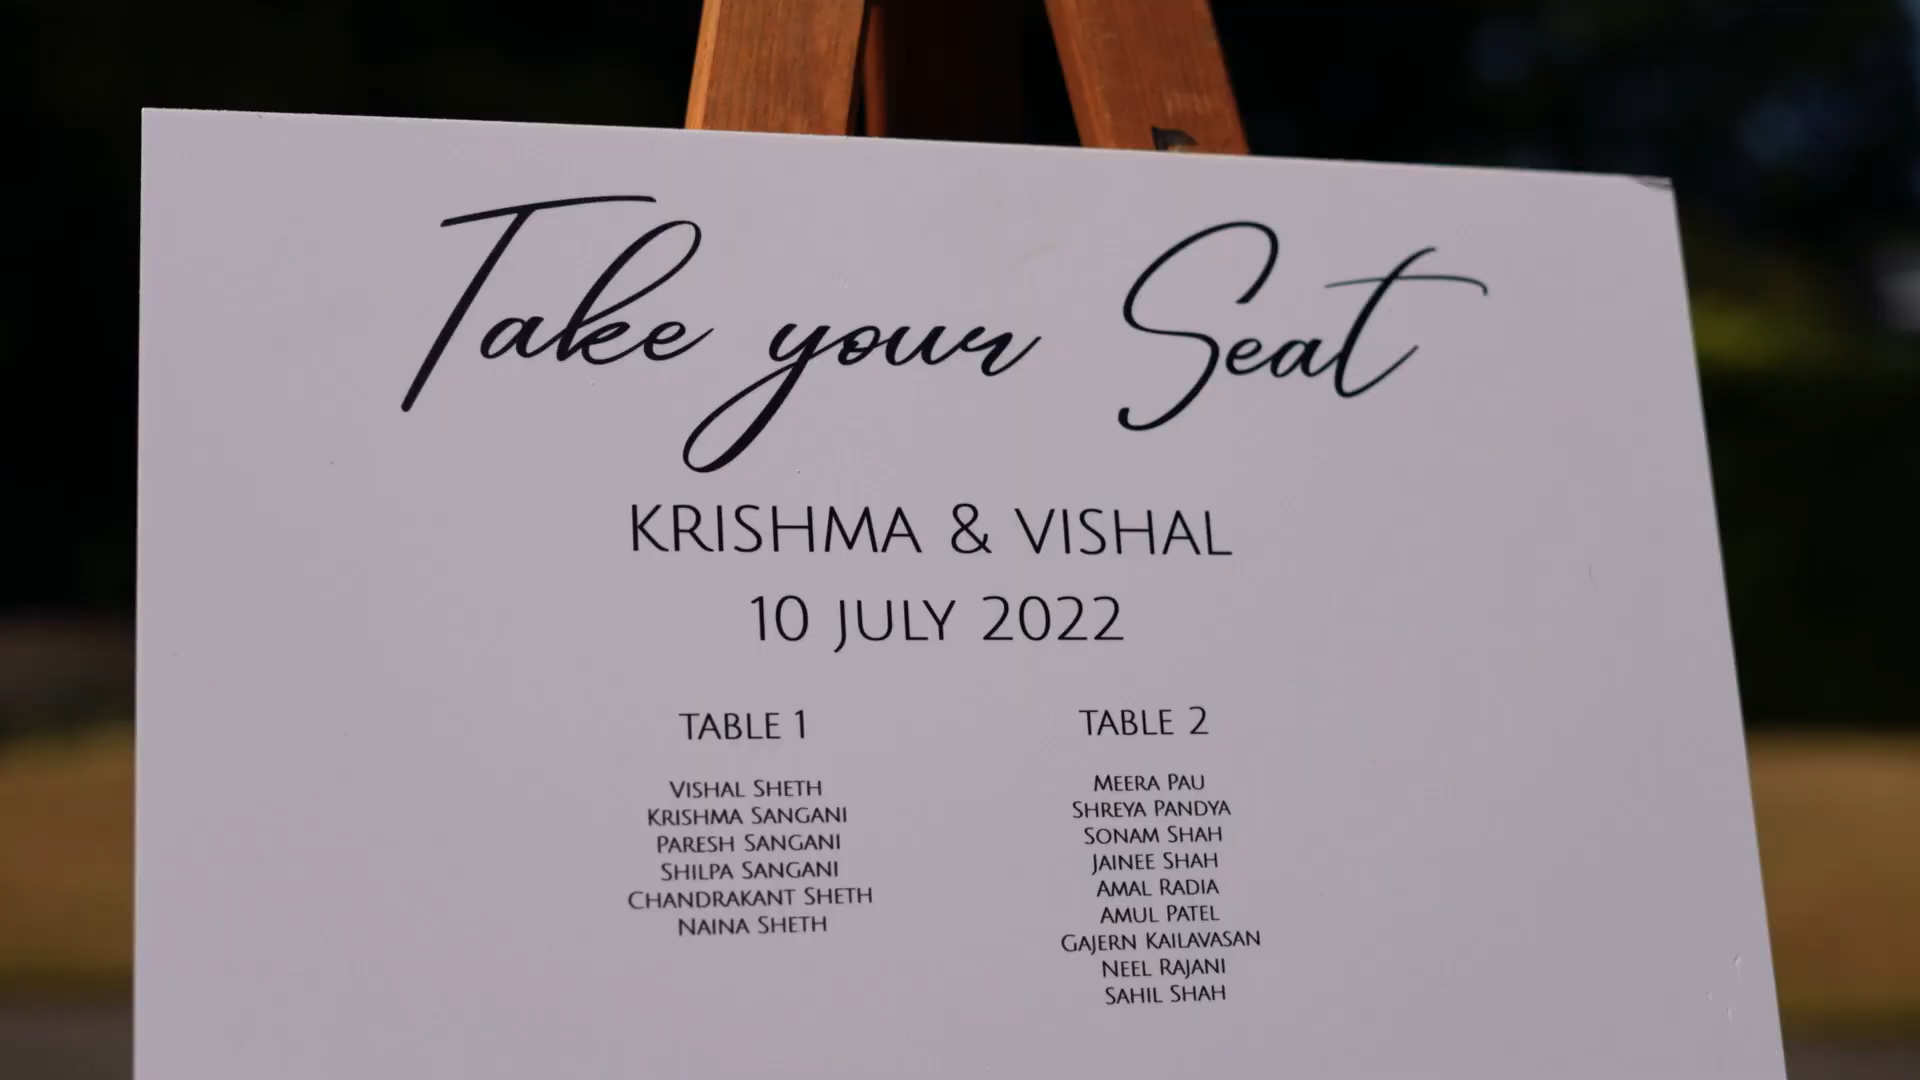 Take your Seat
KRISHMA & VISHAL
10 JULY 2022
TABLE 1
VISHAL SHETH
KRISHMA SANGANI
PARESH SANGANI
SHILPA SANGANI
CHANDRAKANT SHETH
NAINA SHETH
TABLE 2
MEERA PAU
SHREYA PANDYA
SONAM SHAH
JAINEE SHAH
AMAL RADIA
AMUL PATEL
GAJERN KAILAVASAN
NEEL RAJANI
SAHIL SHAH